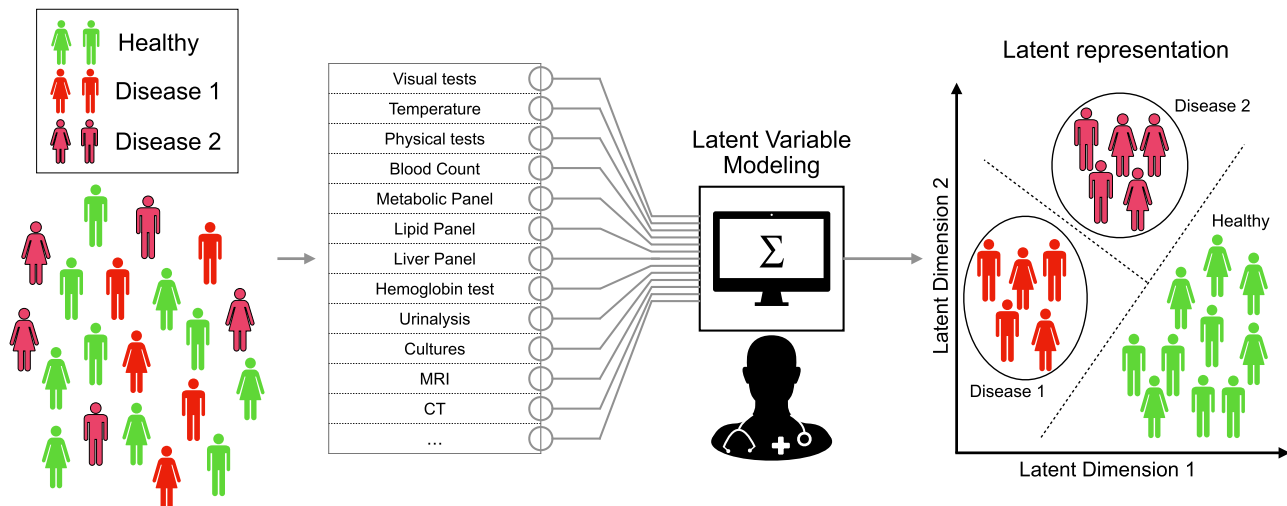 Healthy
Disease 1
Disease 2
Visual tests
Temperature
Physical tests
Blood Count
Metabolic Panel
Lipid Panel
Liver Panel
Hemoglobin test
Urinalysis
Cultures
MRI
CT
...
Latent Variable
Modeling
Σ
Latent representation
Latent Dimension 2
Disease 2
Healthy
Disease 1
Latent Dimension 1